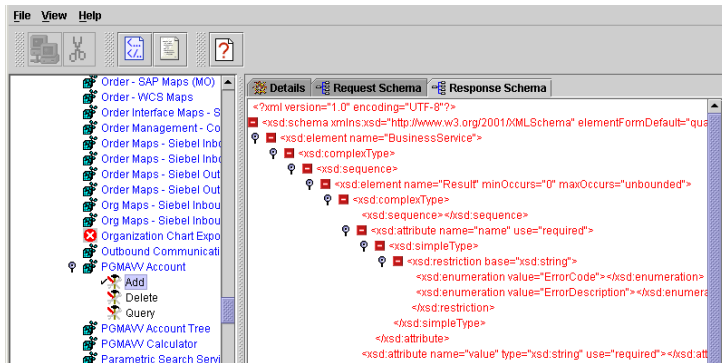 File View Help
Details Request Schema Response Schema
Order - SAP Maps (MO)
Order - WCS Maps
Order Interface Maps - S
Order Management - Co
Order Maps - Siebel Inbo
Order Maps - Siebel Inbo
Order Maps - Siebel Out
Order Maps - Siebel Out
Org Maps - Siebel Inbou
Org Maps - Siebel Inbou
Organization Chart Expo
Outbound Communicati
PGMAVV Account
Add
Delete
Query
PGMAVV Account Tree
PGMAVV Calculator
Parametric Search Servi
<?xml version="1.0" encoding="UTF-8"?>
<xsd:schema xmlns:xsd="http://www.w3.org/2001/XMLSchema" elementFormDefault="qua
<xsd:element name="BusinessService">
<xsd:complexType>
<xsd:sequence>
<xsd:element name="Result" minOccurs="0" maxOccurs="unbounded">
<xsd:complexType>
<xsd:sequence></xsd:sequence>
<xsd:attribute name="name" use="required">
<xsd:simpleType>
<xsd:restriction base="xsd:string">
<xsd:enumeration value="ErrorCode"></xsd:enumeration>
<xsd:enumeration value="ErrorDescription"></xsd:enumera
</xsd:restriction>
</xsd:simpleType>
</xsd:attribute>
<xsd:attribute name="value" type="xsd:string" use="required"></xsd:att